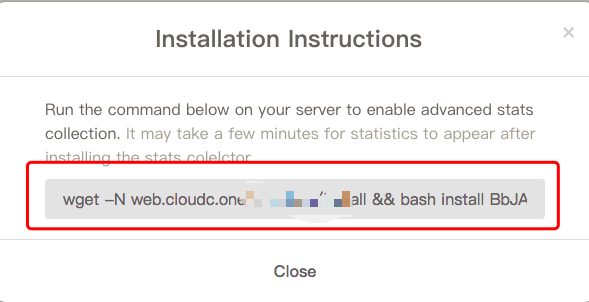 Installation Instructions
×
Run the command below on your server to enable advanced stats
collection. It may take a few minutes for statistics to appear after
installing the stats colelctor
wget -N web.cloudc.one all && bash install BbJA
Close